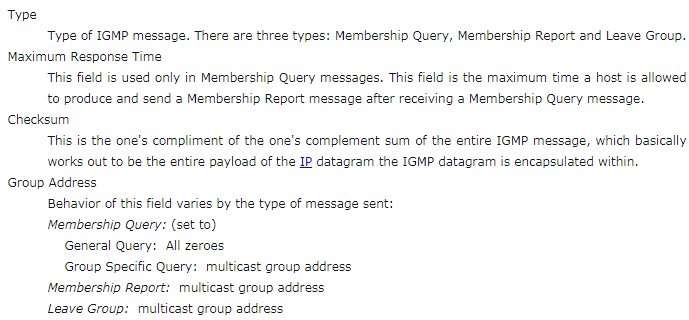 Type
Type of IGMP message. There are three types: Membership Query, Membership Report and Leave Group.
Maximum Response Time
This field is used only in Membership Query messages. This field is the maximum time a host is allowed
to produce and send a Membership Report message after receiving a Membership Query message.
Checksum
This is the one's compliment of the one's complement sum of the entire IGMP message, which basically
works out to be the entire payload of the IP datagram the IGMP datagram is encapsulated within.
Group Address
Behavior of this field varies by the type of message sent:
Membership Query: (set to)
General Query: All zeroes
Group Specific Query: multicast group address
Membership Report: multicast group address
Leave Group: multicast group address